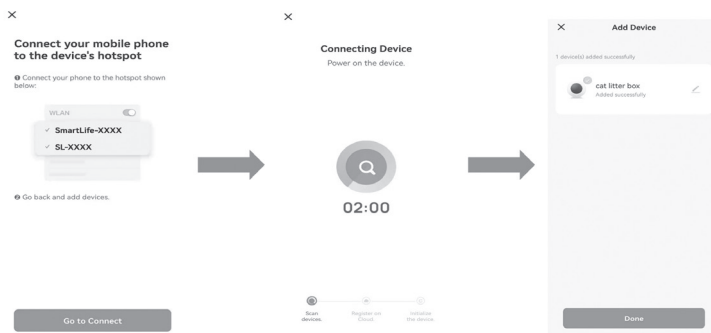 Connect your mobile phone
to the device's hotspot
❶ Connect your phone to the hotspot shown
below:
WLAN
✓ SmartLife-XXXX
✓ SL-XXXX
❷ Go back and add devices.
Go to Connect
Connecting Device
Power on the device.
02:00
Scan
devices.
Register on
Cloud.
Initialize
the device.
Add Device
1 device(s) added successfully
cat litter box
Added successfully
Done